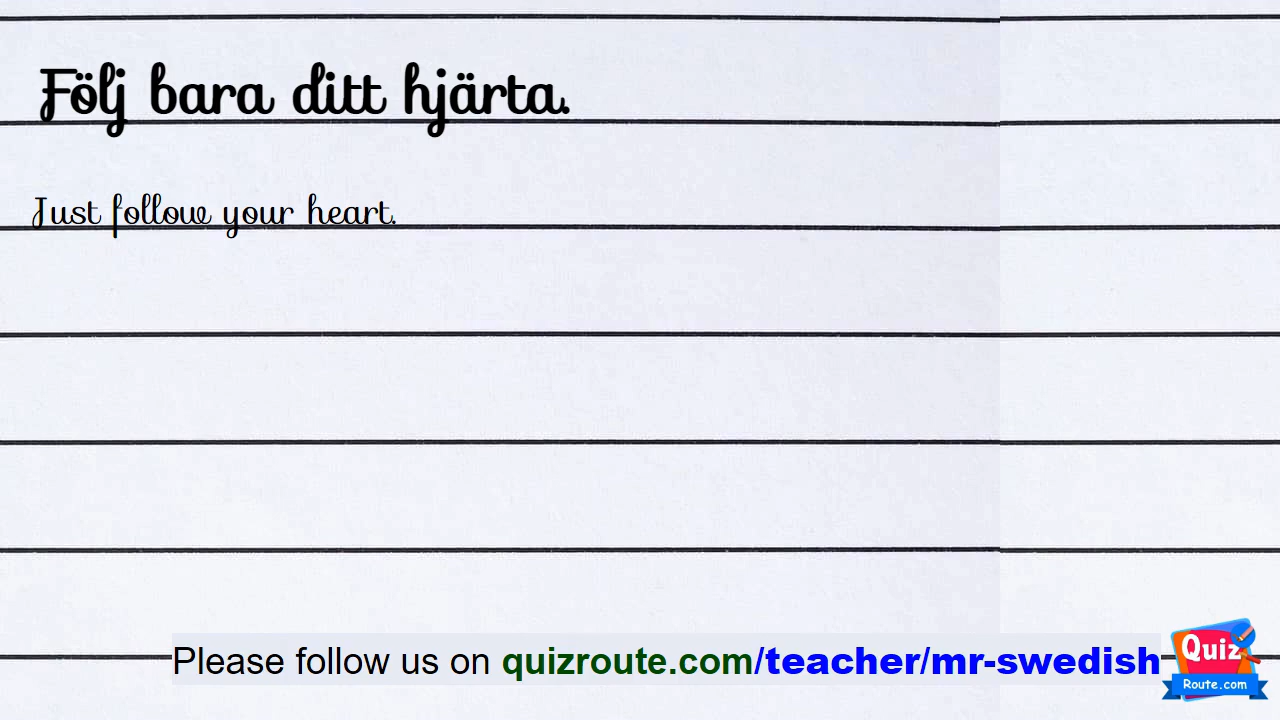 Följ bara ditt hjärta.
Just follow your heart.
Please follow us on quizroute.com/teacher/mr-swedish
Quiz
Route.com